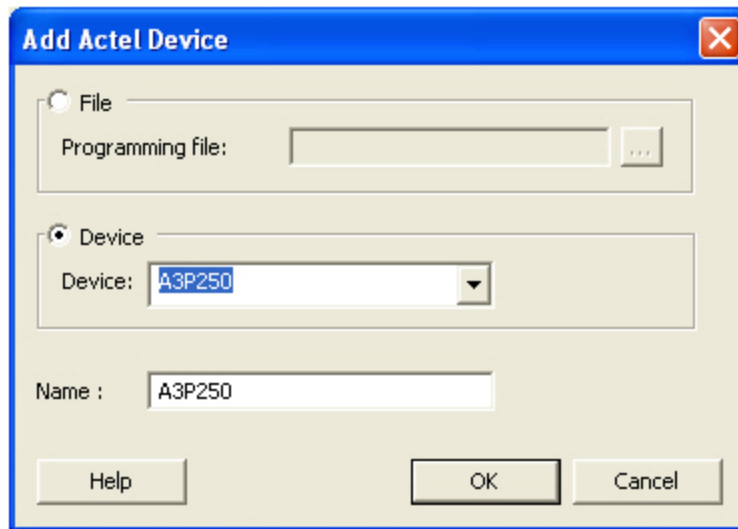 Add Actel Device
File
Programming file:
...
Device
Device: A3P250
Name : A3P250
Help OK Cancel